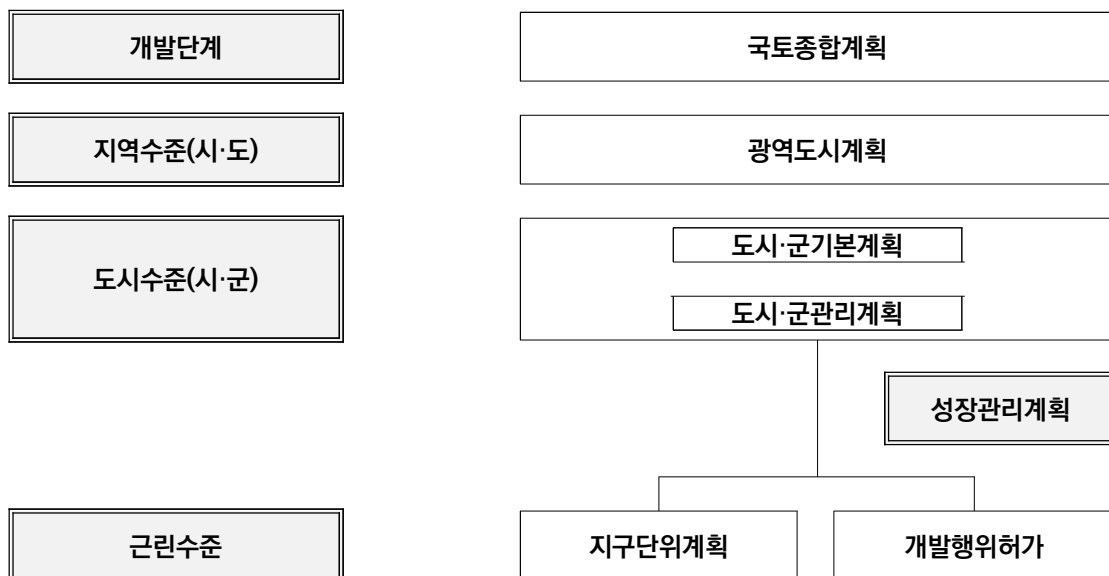 개발단계
국토종합계획
지역수준(시·도)
광역도시계획
도시수준(시·군)
도시·군기본계획
도시·군관리계획
성장관리계획
근린수준
지구단위계획
개발행위허가